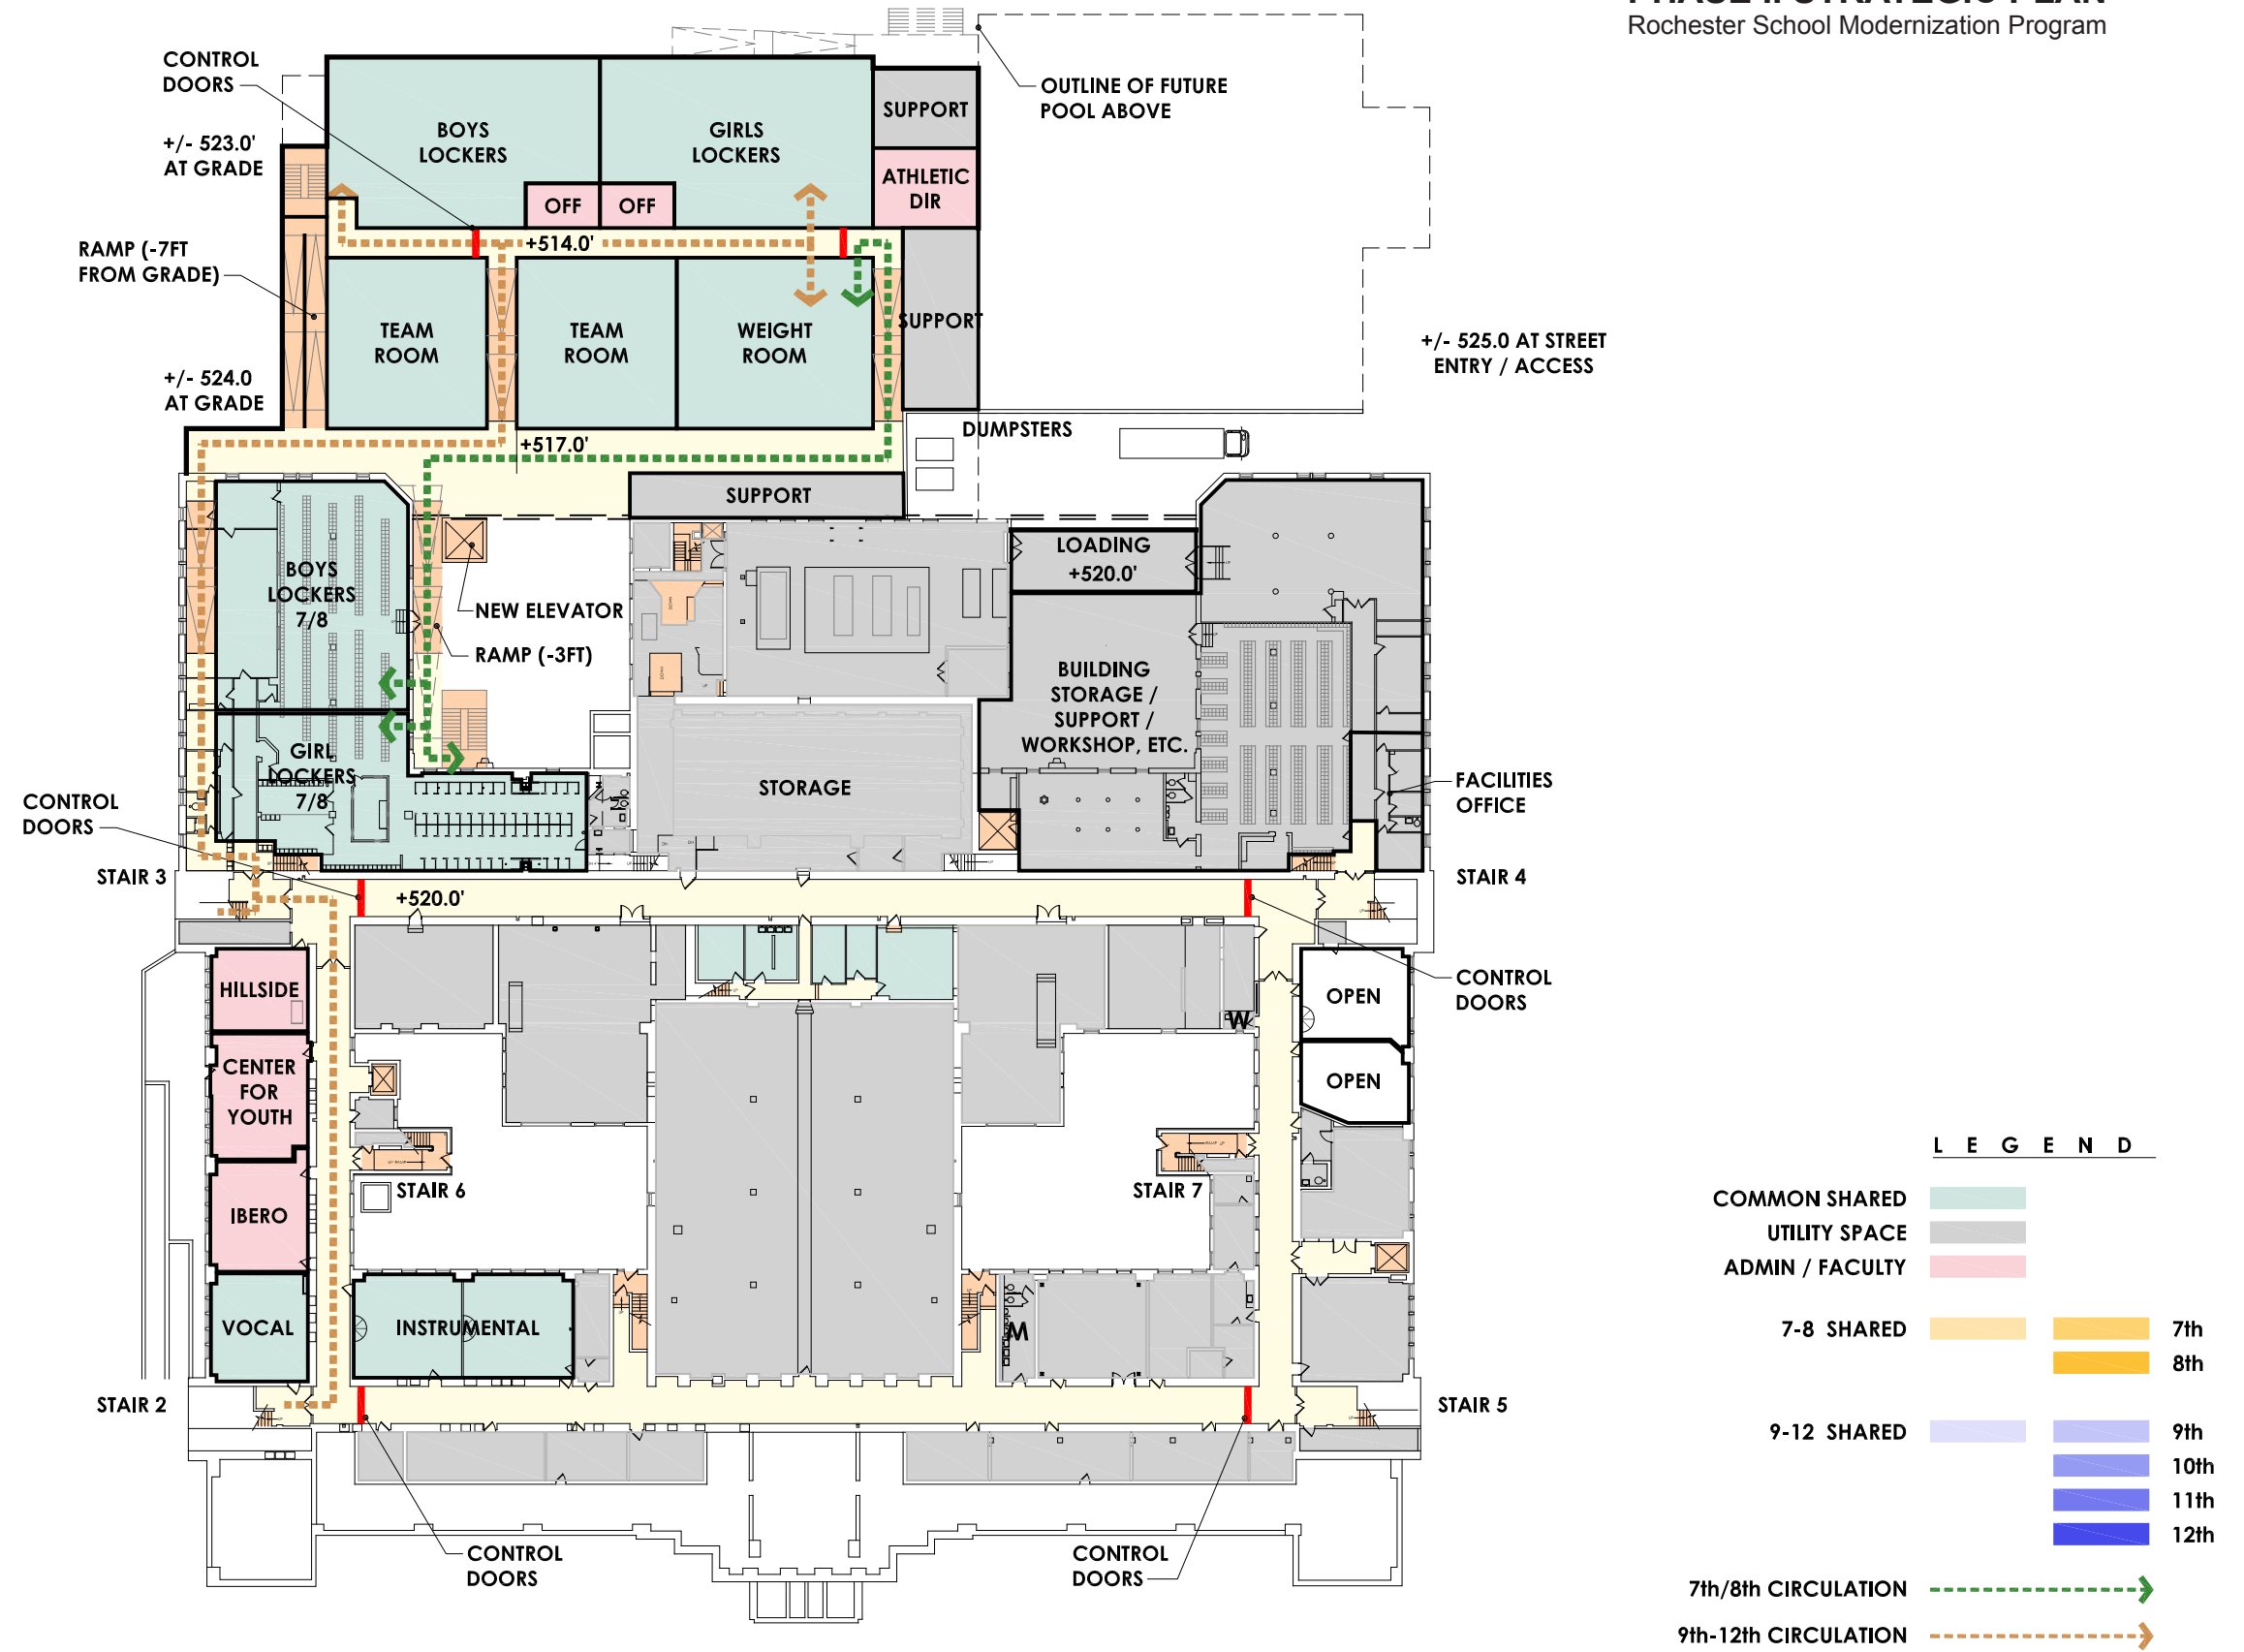 Rochester School Modernization Program
CONTROL
DOORS
OUTLINE OF FUTURE
POOL ABOVE
SUPPORT
BOYS
LOCKERS
GIRLS
LOCKERS
+/- 523.0'
AT GRADE
ATHLETIC
DIR
OFF
OFF
+514.0'
RAMP (-7FT
FROM GRADE)
TEAM
ROOM
TEAM
ROOM
WEIGHT
ROOM
SUPPORT
+/- 525.0 AT STREET
ENTRY / ACCESS
+/- 524.0
AT GRADE
DUMPSTERS
+517.0'
SUPPORT
LOADING
+520.0'
BOYS
LOCKERS
7/8
NEW ELEVATOR
RAMP (-3FT)
BUILDING
STORAGE /
SUPPORT /
WORKSHOP, ETC.
GIRL
LOCKERS
7/8
STORAGE
FACILITIES
OFFICE
CONTROL
DOORS
STAIR 3
STAIR 4
+520.0'
HILLSIDE
OPEN
CONTROL
DOORS
W
CENTER
FOR
YOUTH
OPEN
STAIR 6
STAIR 7
IBERO
VOCAL
INSTRUMENTAL
M
STAIR 2
STAIR 5
CONTROL
DOORS
CONTROL
DOORS
LEGEND
COMMON SHARED
UTILITY SPACE
ADMIN / FACULTY
7-8 SHARED
7th
8th
9-12 SHARED
9th
10th
11th
12th
7th/8th CIRCULATION
9th-12th CIRCULATION